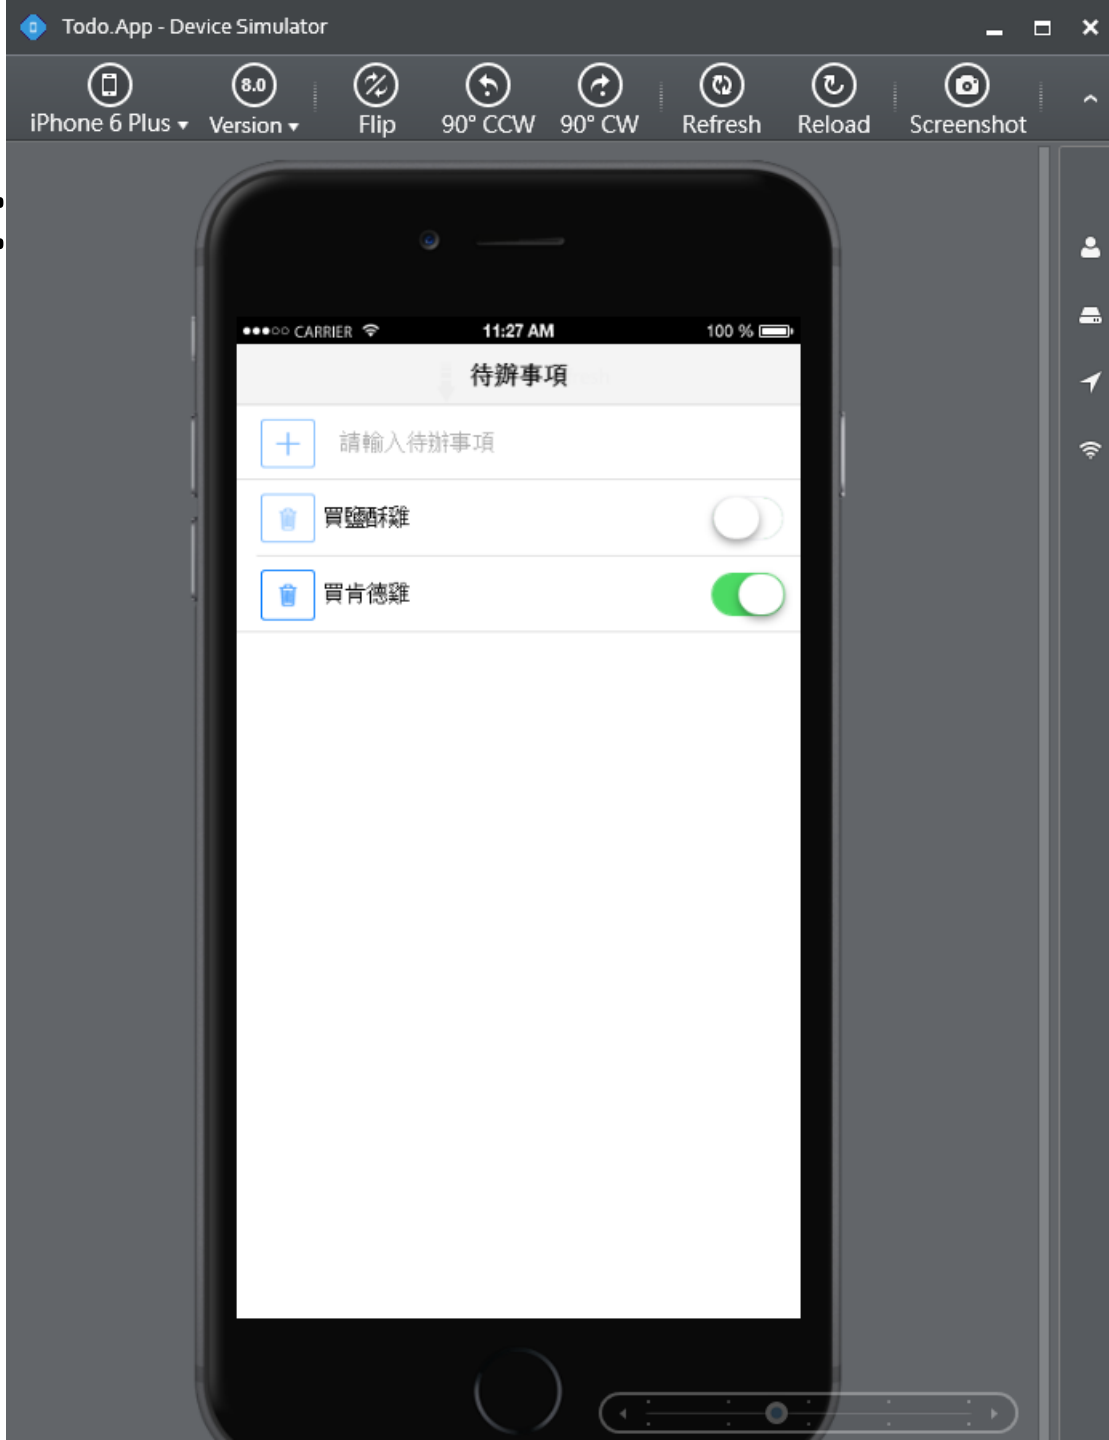 Todo.App - Device Simulator
8.0
iPhone 6 Plus Version Flip 90° CCW 90° CW Refresh Reload Screenshot
CARRIER 11:27 AM 100 %
待辦事項
請輸入待辦事項
買鹽酥雞
買肯德雞